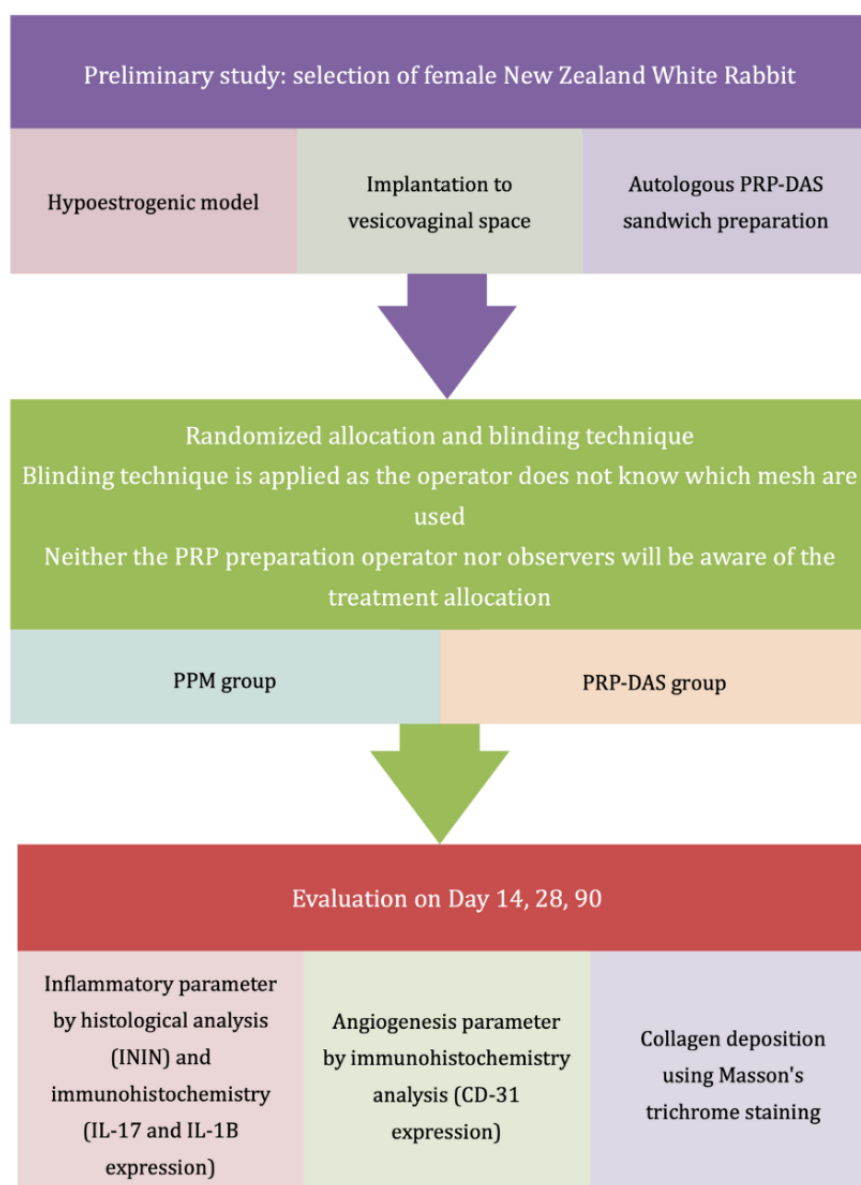 Preliminary study: selection of female New Zealand White Rabbit
Hypoestrogenic model
Implantation to
vesicovaginal space
Autologous PRP-DAS
sandwich preparation
Randomized allocation and blinding technique
Blinding technique is applied as the operator does not know which mesh are
used
Neither the PRP preparation operator nor observers will be aware of the
treatment allocation
PPM group
PRP-DAS group
Evaluation on Day 14, 28, 90
Inflammatory parameter
by histological analysis
(ININ) and
immunohistochemistry
(IL-17 and IL-1B
expression)
Angiogenesis parameter
by immunohistochemistry
analysis (CD-31
expression)
Collagen deposition
using Masson's
trichrome staining